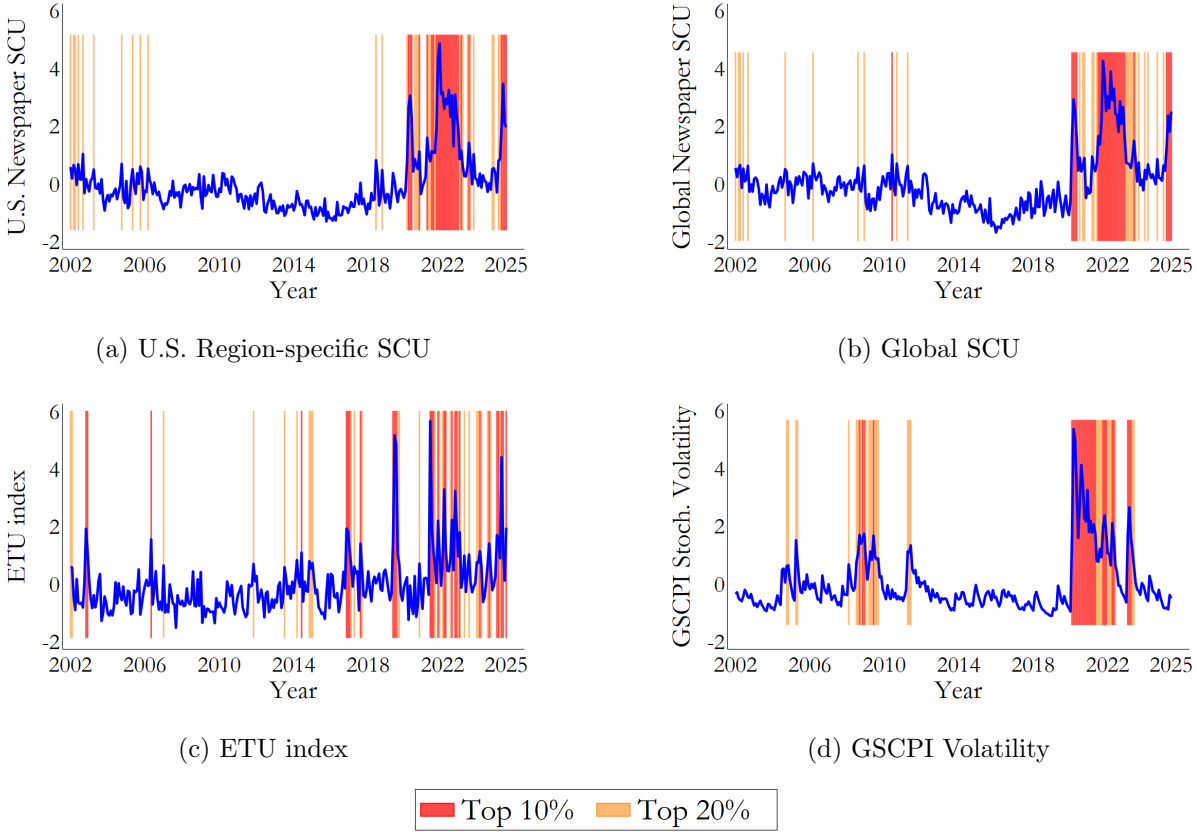 U.S. Newspaper SCU
6
4
2
0
-2
2002 2006 2010 2014 2018 2022 2025
Year
(a) U.S. Region-specific SCU
Global Newspaper SCU
6
4
2
0
-2
2002 2006 2010 2014 2018 2022 2025
Year
(b) Global SCU
ETU index
6
4
2
0
-2
2002 2006 2010 2014 2018 2022 2025
Year
(c) ETU index
GSCPI Stoch. Volatility
6
4
2
0
-2
2002 2006 2010 2014 2018 2022 2025
Year
(d) GSCPI Volatility
Top 10% Top 20%